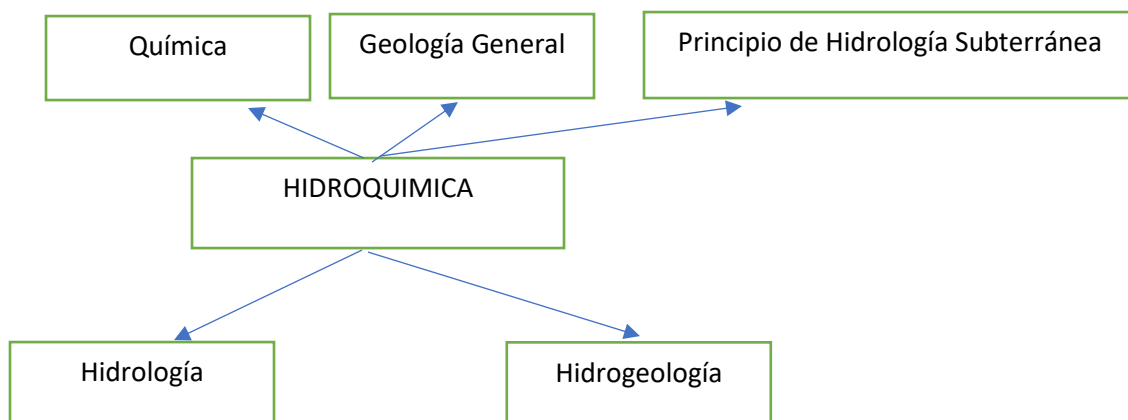 Química
Geología General
Principio de Hidrología Subterránea
HIDROQUIMICA
Hidrología
Hidrogeología